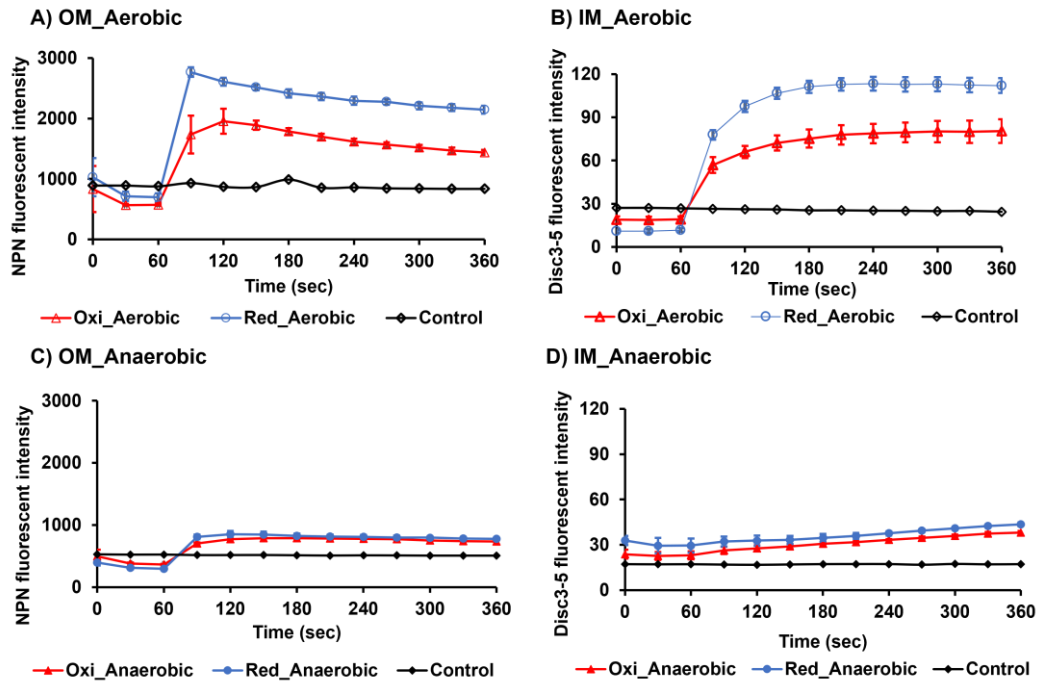 A) OM_Aerobic
NPN fluorescent intensity
3000
2000
1000
0
0 60 120 180 240 300 360
Time (sec)
Oxi_Aerobic Red_Aerobic Control
B) IM_Aerobic
Disc3-5 fluorescent intensity
120
90
60
30
0
0 60 120 180 240 300 360
Time (sec)
Oxi_Aerobic Red_Aerobic Control
C) OM_Anaerobic
NPN fluorescent intensity
3000
2000
1000
0
0 60 120 180 240 300 360
Time (sec)
Oxi_Anaerobic Red_Anaerobic Control
D) IM_Anaerobic
Disc3-5 fluorescent intensity
120
90
60
30
0
0 60 120 180 240 300 360
Time (sec)
Oxi_Anaerobic Red_Anaerobic Control